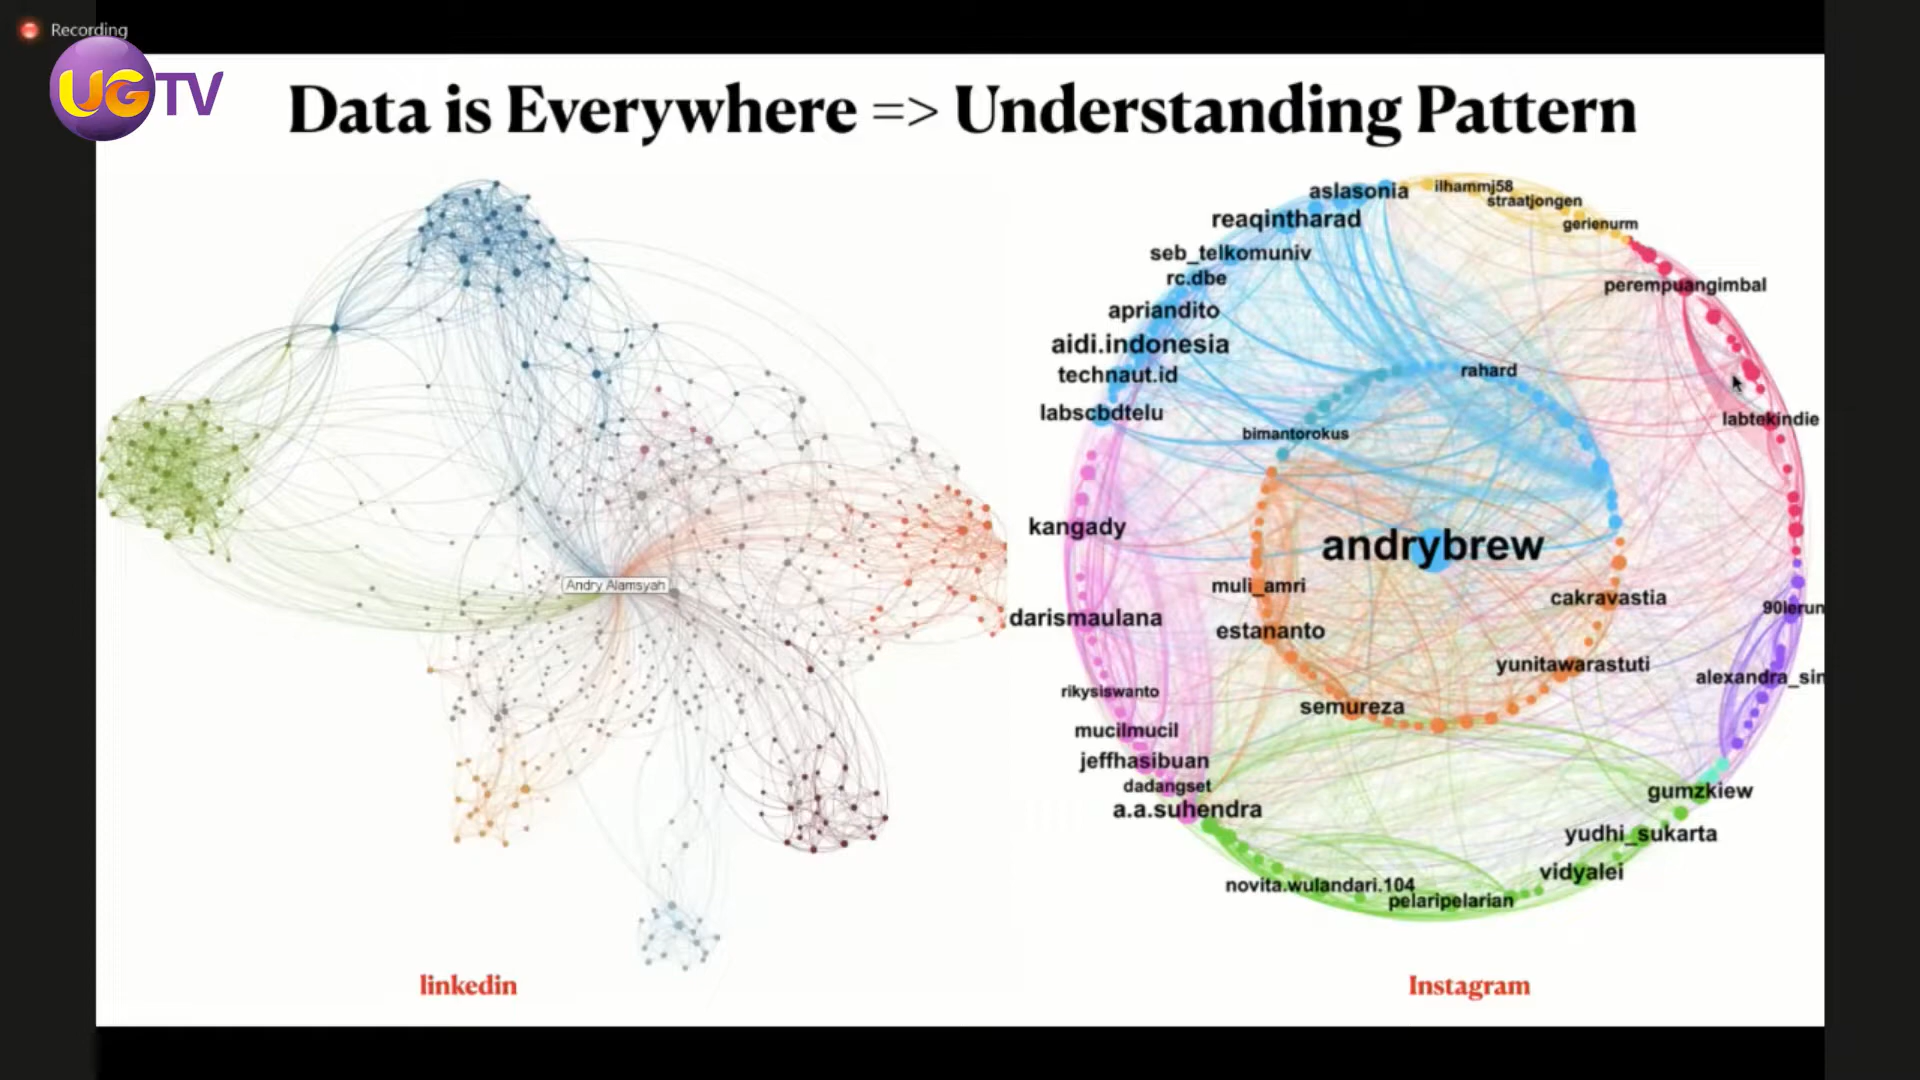 Recording
UGTV
Data is Everywhere => Understanding Pattern
Andry Alamsyah
linkedin
aslasonia
ilhammj58
straatjongen
gerienurm
reaqintharad
seb_telkomuniv
rc.dbe
perempuangimbal
apriandito
aidi.indonesia
technaut.id
rahard
labscbdtelu
labtekindie
bimantorokus
kangady
andrybrew
muli_amri
cakravastia
90lerun
darismaulana
estananto
yunitawarastuti
alexandra_sin
rikysiswanto
semureza
mucilmucil
jeffhasibuan
dadangset
a.a.suhendra
gumzkiew
yudhi_sukarta
vidyalei
novita.wulandari.104
pelaripelarian
Instagram